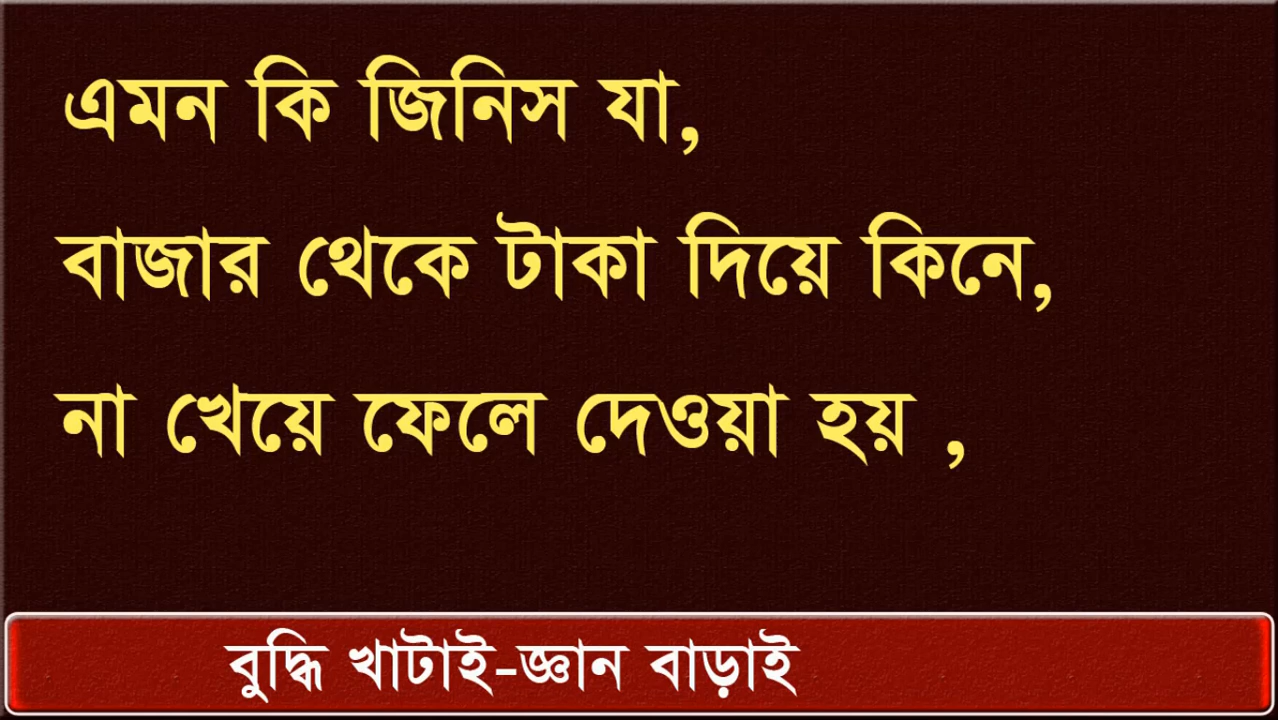 এমন কি জিনিস যা,
বাজার থেকে টাকা দিয়ে কিনে,
না খেয়ে ফেলে দেওয়া হয় ,
বুদ্ধি খাটাই-জ্ঞান বাড়াই